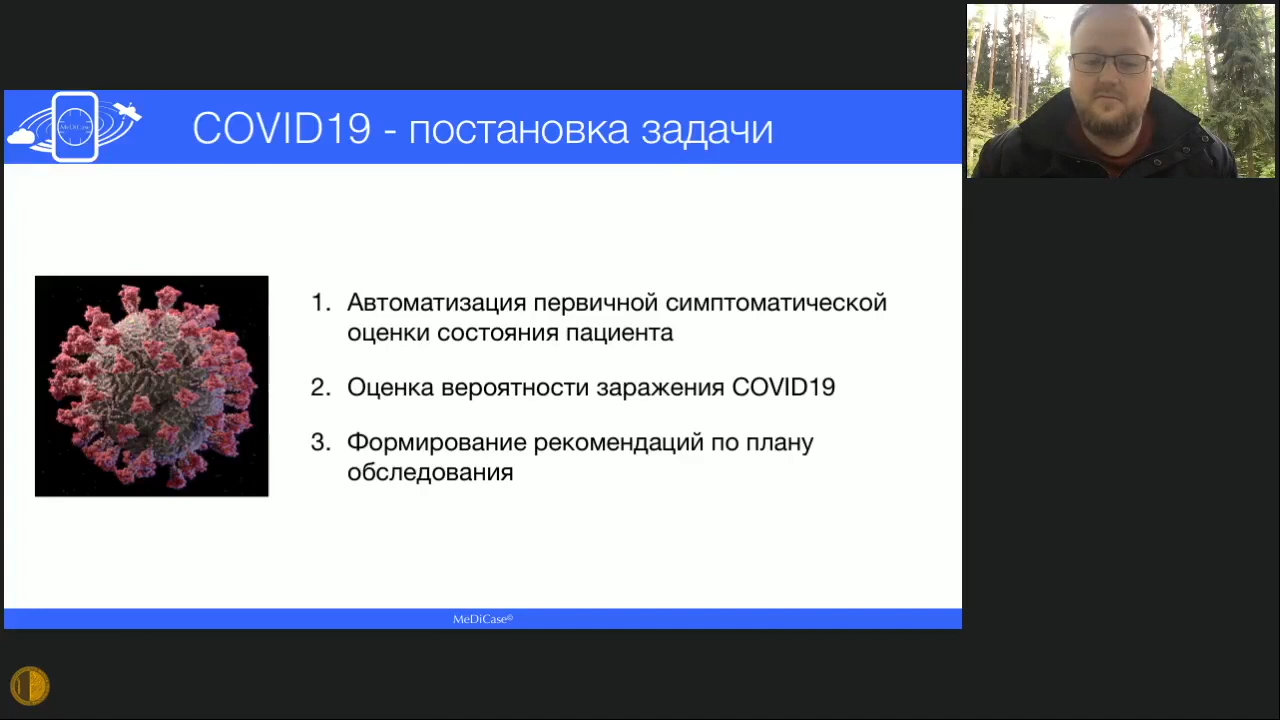 MeDiCase
COVID19 - постановка задачи
1. Автоматизация первичной симптоматической
оценки состояния пациента
2. Оценка вероятности заражения COVID19
3. Формирование рекомендаций по плану
обследования
MeDiCase©